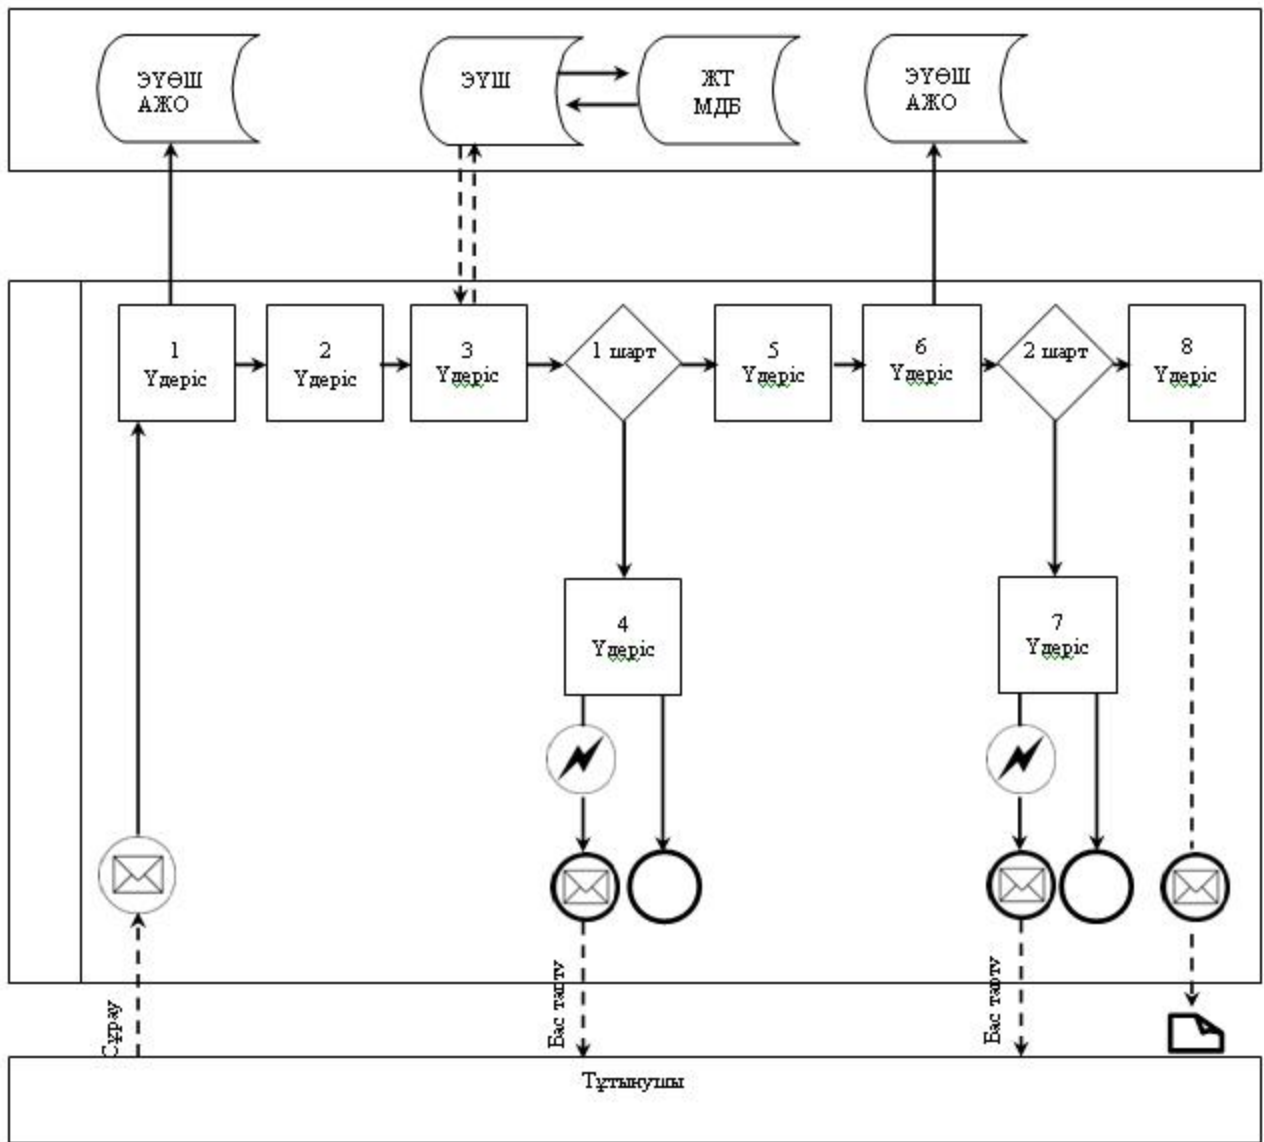 ЭҮӨШ
АЖО
ЭҮШ
ЖТ
МДБ
ЭҮӨШ
АЖО
1
Үдеріс
2
Үдеріс
3
Үдеріс
1 шарт
5
Үдеріс
6
Үдеріс
2 шарт
8
Үдеріс
4
Үдеріс
7
Үдеріс
Сұрау
Бас тарту
Бас тарту
Тұтынушы